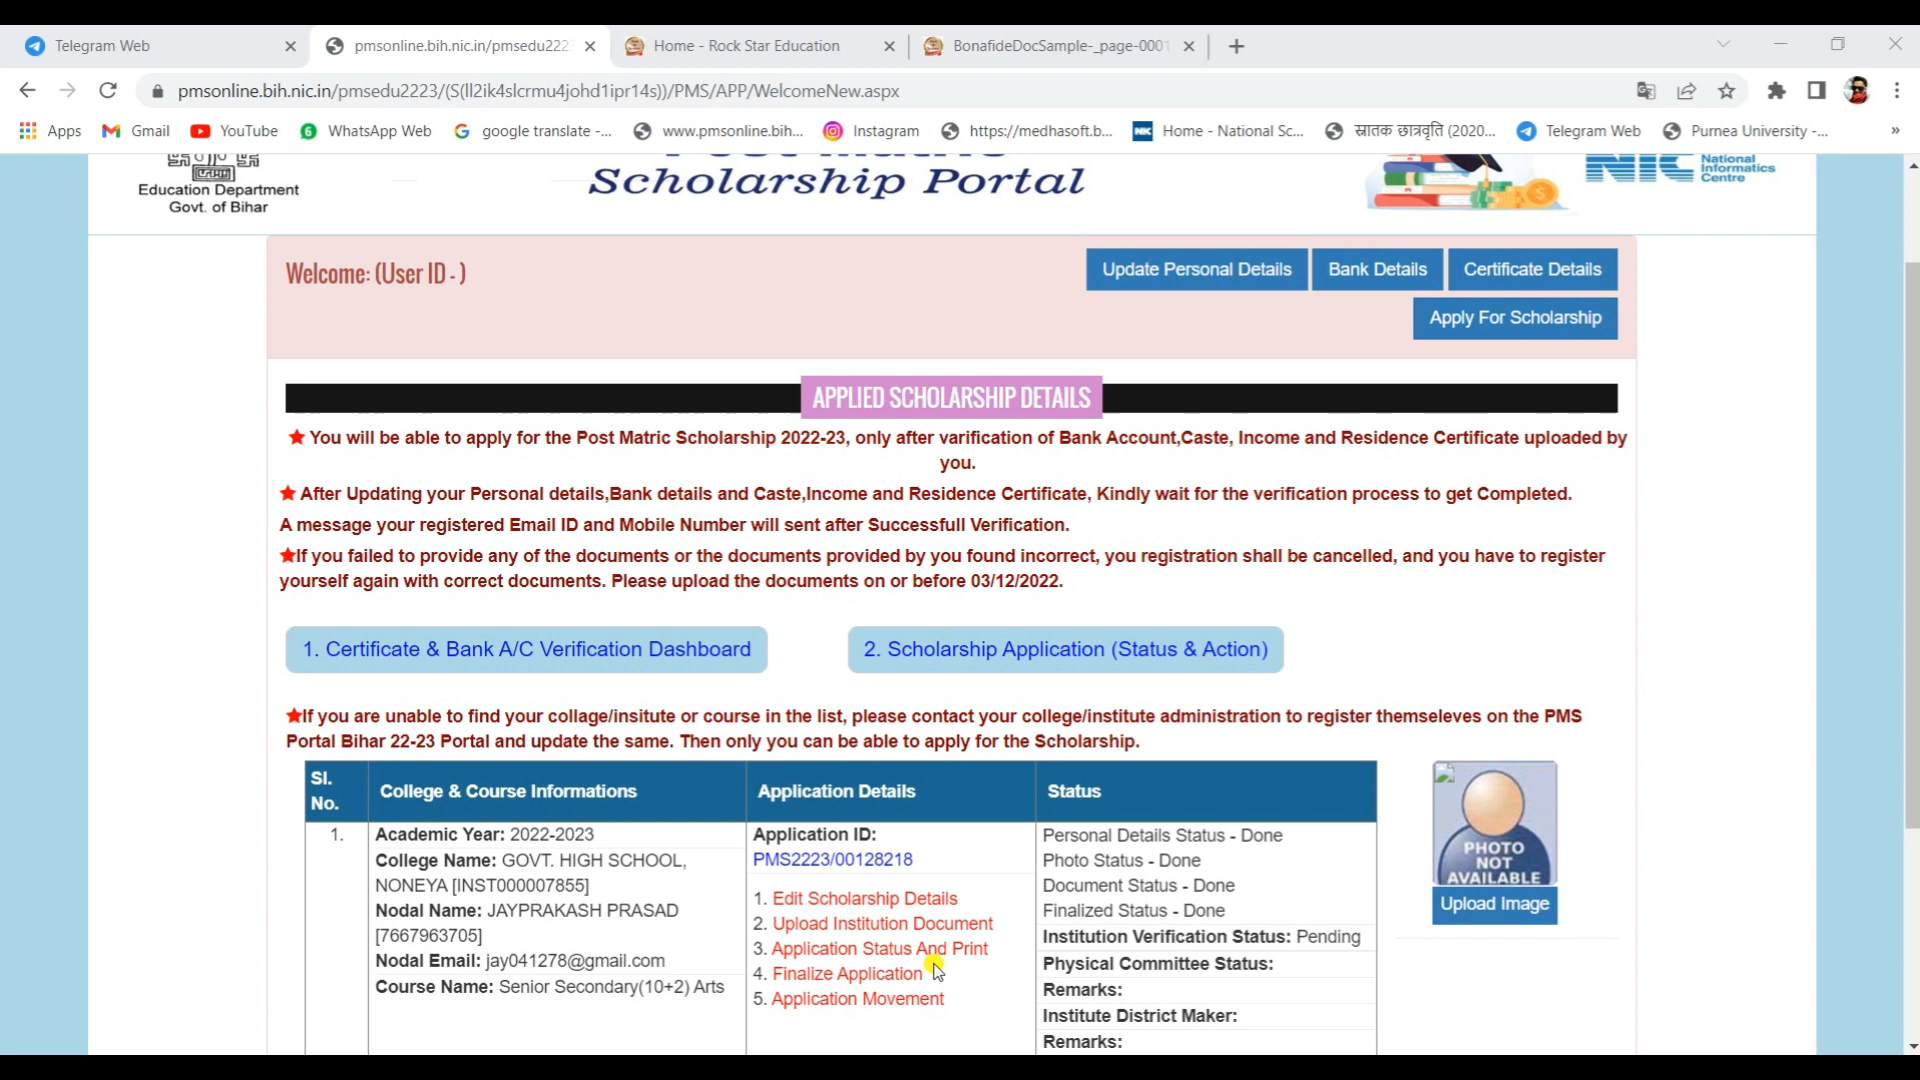 Telegram Web
pmsonline.bih.nic.in/pmsedu222
Home - Rock Star Education
BonafideDocSample-_page-0001
pmsonline.bih.nic.in/pmsedu2223/(S(ll2ik4slcrmu4johd1ipr14s))/PMS/APP/WelcomeNew.aspx
Apps
Gmail
YouTube
WhatsApp Web
google translate -...
www.pmsonline.bih...
Instagram
https://medhasoft.b...
Home - National Sc...
स्नातक छात्रवृति (2020...
Telegram Web
Purnea University -...
Education Department
Govt. of Bihar
Scholarship Portal
NIC National
Informatics
Centre
Welcome: (User ID - )
Update Personal Details
Bank Details
Certificate Details
Apply For Scholarship
APPLIED SCHOLARSHIP DETAILS
You will be able to apply for the Post Matric Scholarship 2022-23, only after varification of Bank Account,Caste, Income and Residence Certificate uploaded by
you.
After Updating your Personal details,Bank details and Caste,Income and Residence Certificate, Kindly wait for the verification process to get Completed.
A message your registered Email ID and Mobile Number will sent after Successfull Verification.
If you failed to provide any of the documents or the documents provided by you found incorrect, you registration shall be cancelled, and you have to register
yourself again with correct documents. Please upload the documents on or before 03/12/2022.
1. Certificate & Bank A/C Verification Dashboard
2. Scholarship Application (Status & Action)
If you are unable to find your collage/insitute or course in the list, please contact your college/institute administration to register themseleves on the PMS
Portal Bihar 22-23 Portal and update the same. Then only you can be able to apply for the Scholarship.
Sl.
No.
College & Course Informations
Application Details
Status
1.
Academic Year: 2022-2023
College Name: GOVT. HIGH SCHOOL,
NONEYA [INST000007855]
Nodal Name: JAYPRAKASH PRASAD
[7667963705]
Nodal Email: jay041278@gmail.com
Course Name: Senior Secondary(10+2) Arts
Application ID:
PMS2223/00128218
1. Edit Scholarship Details
2. Upload Institution Document
3. Application Status And Print
4. Finalize Application
5. Application Movement
Personal Details Status - Done
Photo Status - Done
Document Status - Done
Finalized Status - Done
Institution Verification Status: Pending
Physical Committee Status:
Remarks:
Institute District Maker:
Remarks:
PHOTO
NOT
AVAILABLE
Upload Image